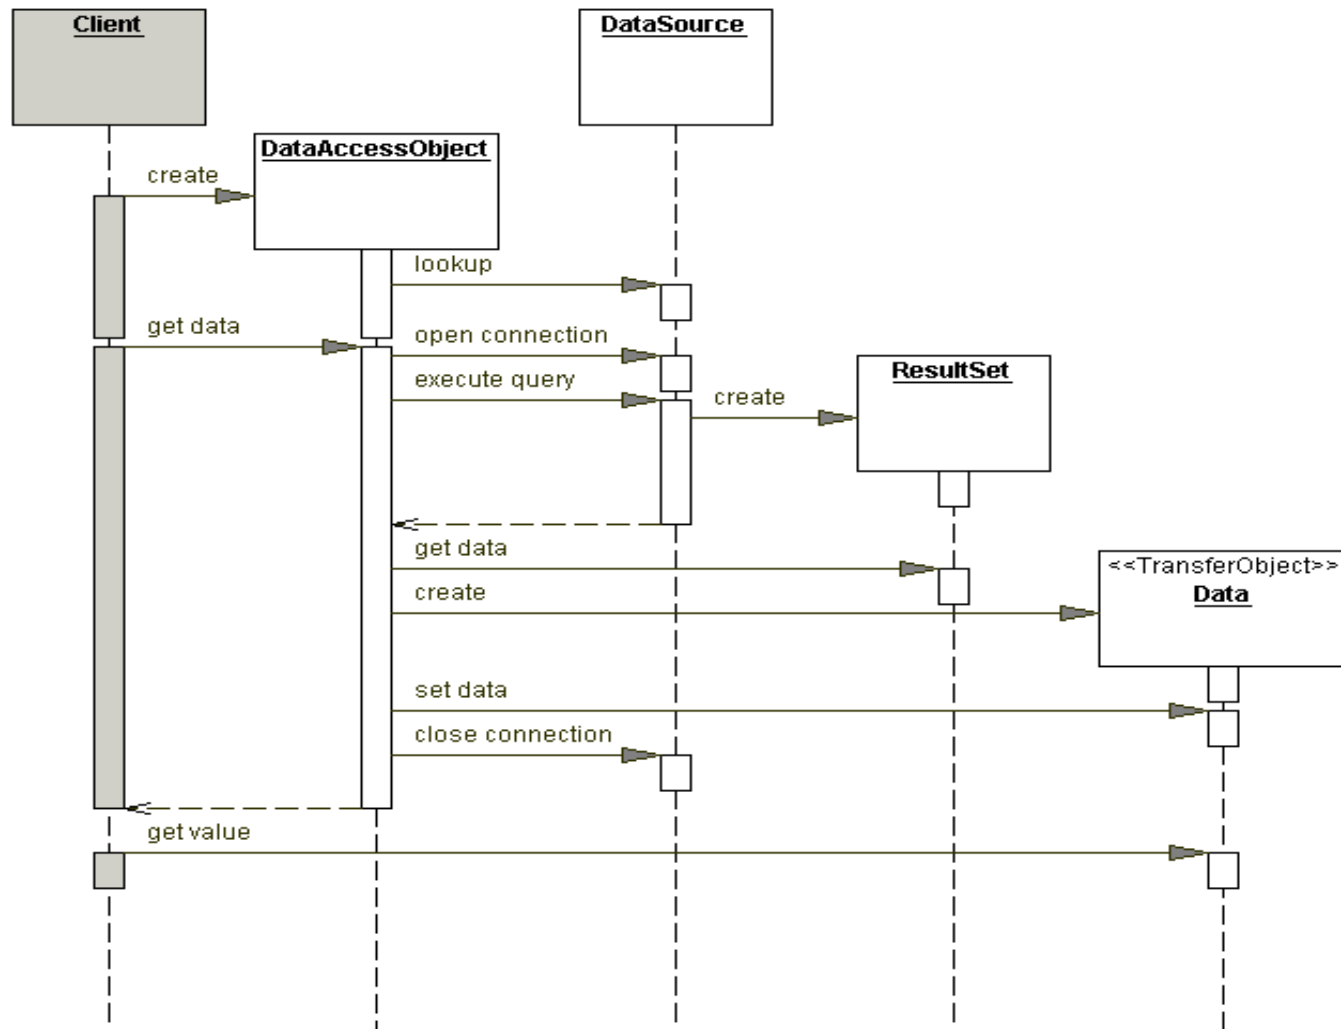 Client
DataSource
DataAccessObject
create
lookup
get data
open connection
ResultSet
execute query
create
get data
<<TransferObject>>
create
Data
set data
close connection
get value